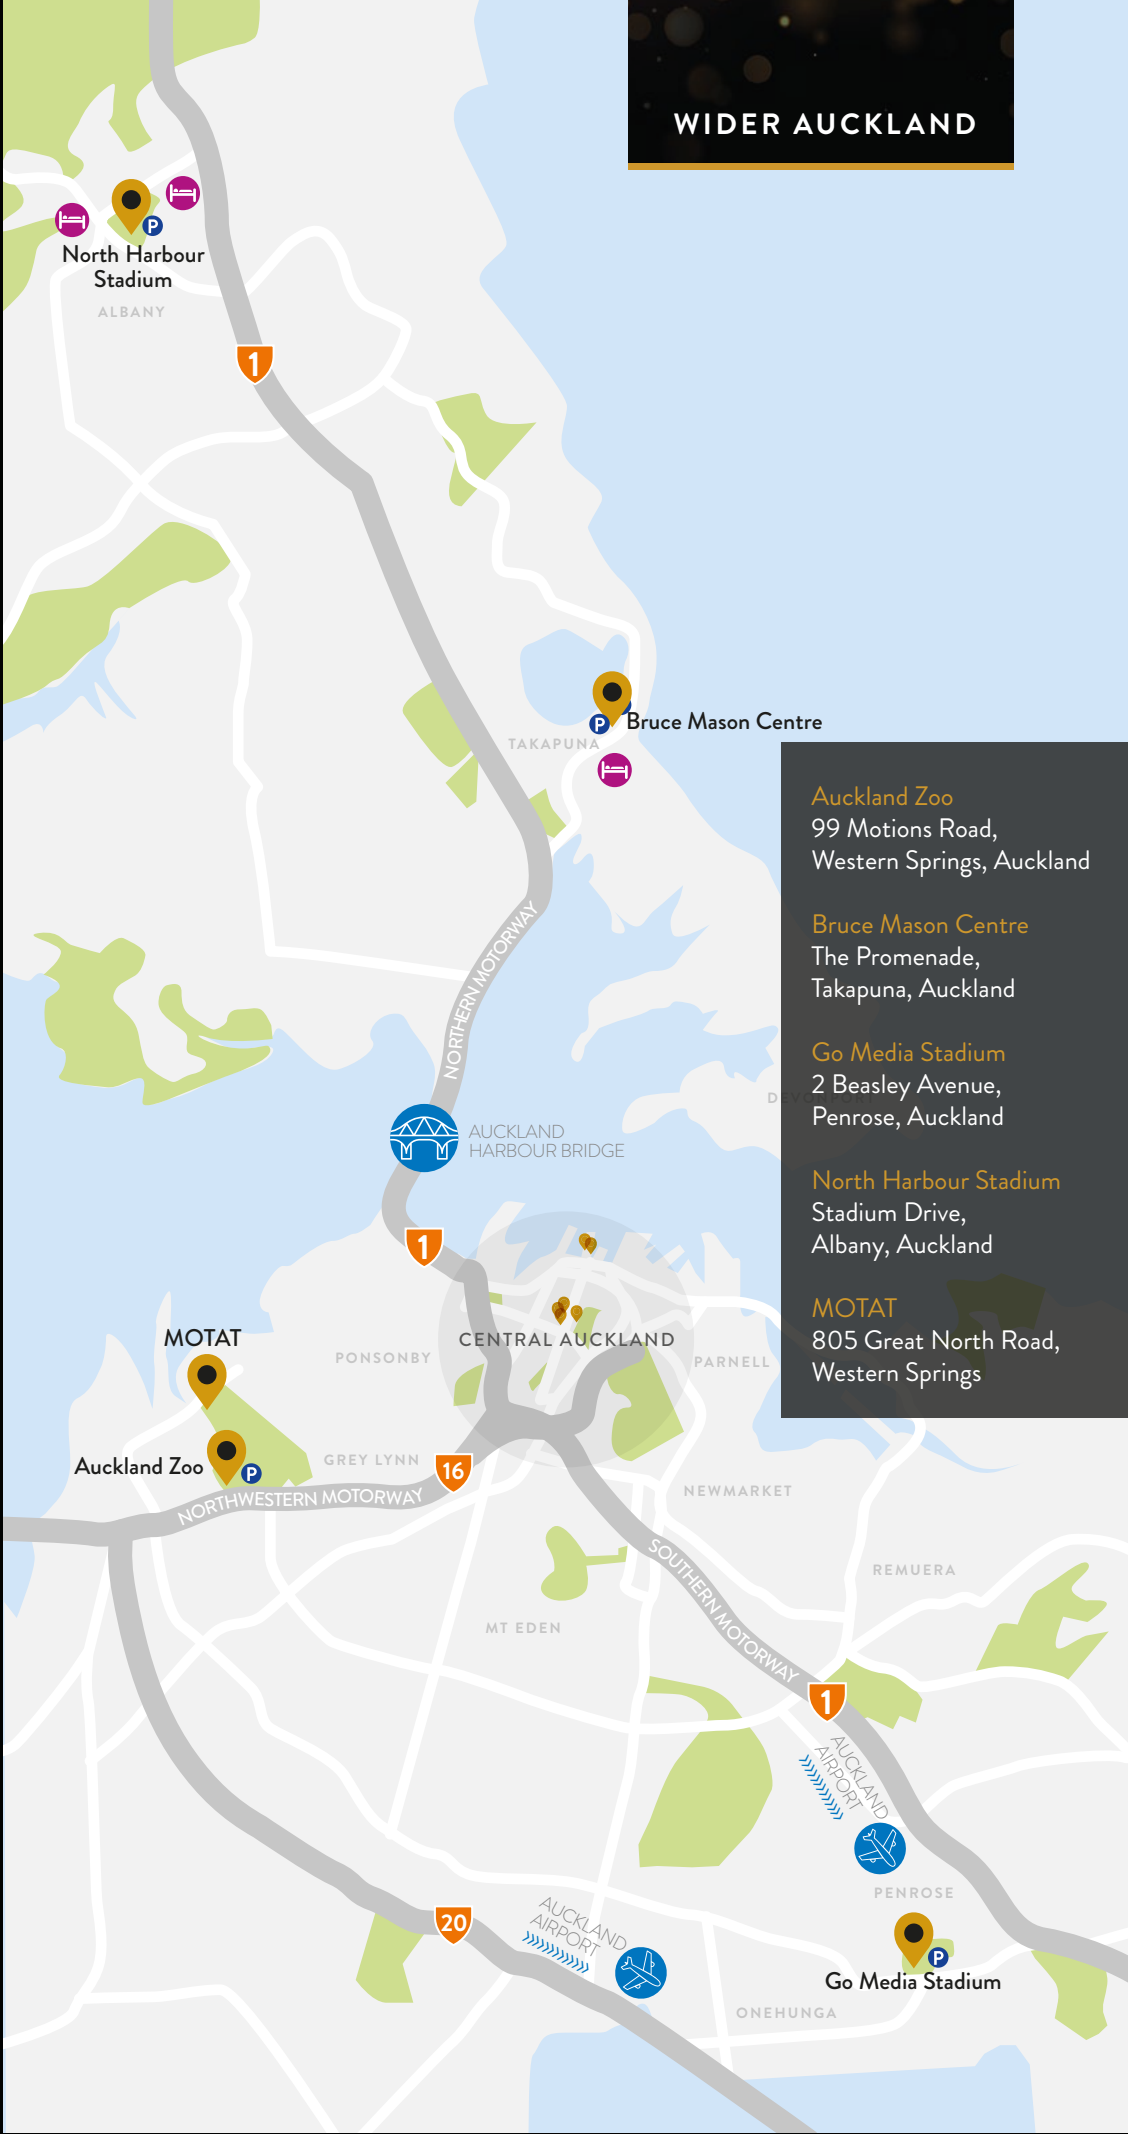 WIDER AUCKLAND
P
North Harbour
Stadium
ALBANY
1
Bruce Mason Centre
P
TAKAPUNA
NORTHERN MOTORWAY
AUCKLAND
HARBOUR BRIDGE
DEVONPORT
Auckland Zoo
99 Motions Road,
Western Springs, Auckland
Bruce Mason Centre
The Promenade,
Takapuna, Auckland
Go Media Stadium
2 Beasley Avenue,
Penrose, Auckland
North Harbour Stadium
Stadium Drive,
Albany, Auckland
MOTAT
805 Great North Road,
Western Springs
1
MOTAT
PONSONBY
CENTRAL AUCKLAND
PARNELL
Auckland Zoo
P
GREY LYNN
16
NORTHWESTERN MOTORWAY
NEWMARKET
SOUTHERN MOTORWAY
REMUERA
MT EDEN
1
AUCKLAND
AIRPORT
PENROSE
20
AUCKLAND
AIRPORT
P
Go Media Stadium
ONEHUNGA